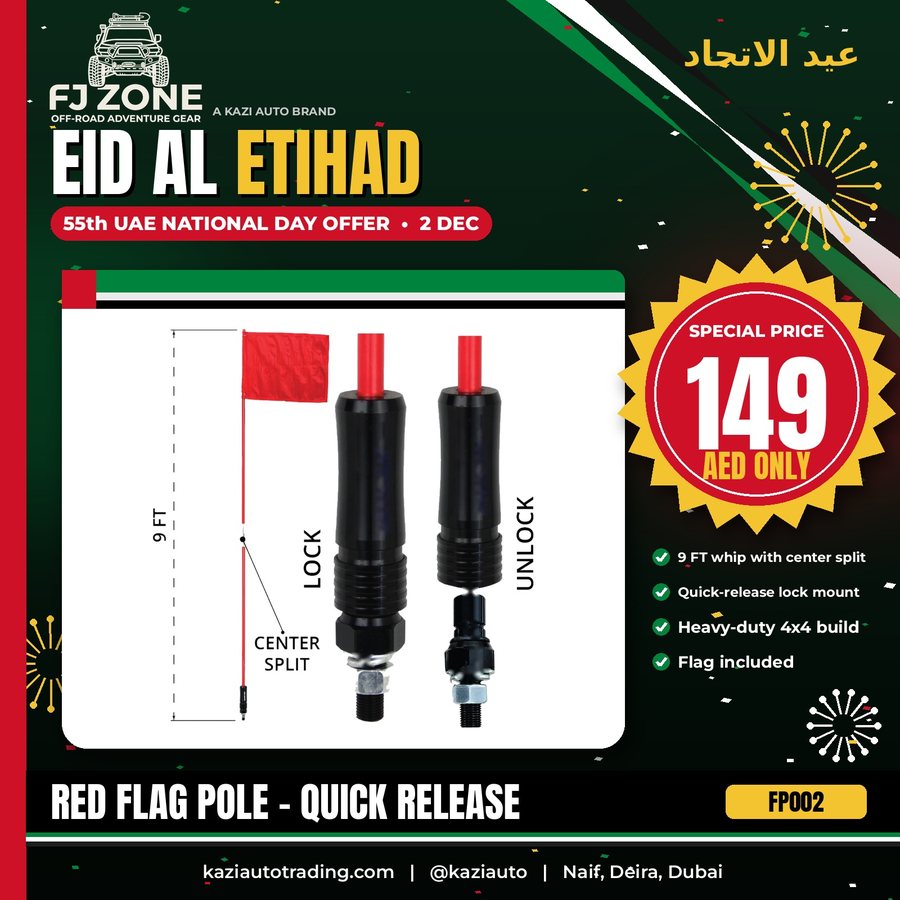 عيد الاتحاد
FJ ZONE
OFF-ROAD ADVENTURE GEAR
A KAZI AUTO BRAND
EID AL ETIHAD
55th UAE NATIONAL DAY OFFER • 2 DEC
SPECIAL PRICE
149
AED ONLY
9 FT
LOCK
UNLOCK
CENTER
SPLIT
9 FT whip with center split
Quick-release lock mount
Heavy-duty 4x4 build
Flag included
RED FLAG POLE - QUICK RELEASE
FP002
kaziautotrading.com | @kaziauto | Naif, Deira, Dubai